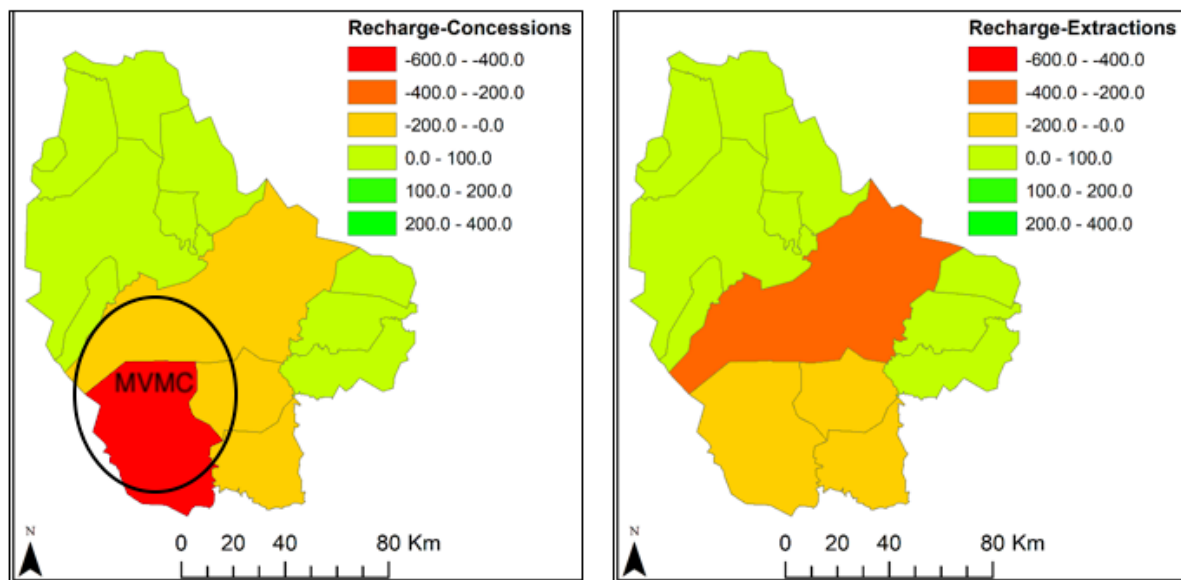 Recharge-Concessions
-600.0 - -400.0
-400.0 - -200.0
-200.0 - -0.0
0.0 - 100.0
100.0 - 200.0
200.0 - 400.0
MVMC
N
0 20 40 80 Km
Recharge-Extractions
-600.0 - -400.0
-400.0 - -200.0
-200.0 - -0.0
0.0 - 100.0
100.0 - 200.0
200.0 - 400.0
N
0 20 40 80 Km